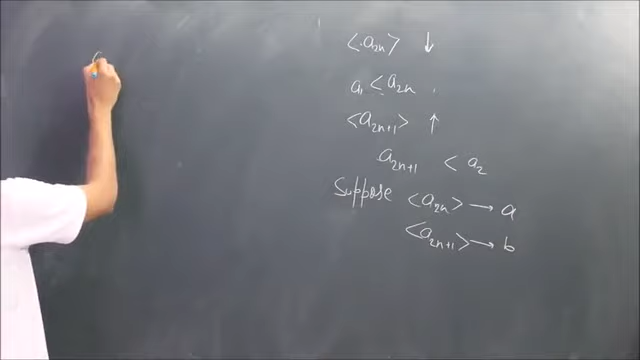 <a₂ₙ> ↓
a₁ < a₂ₙ
<a₂ₙ₊₁> ↑
a₂ₙ₊₁ < a₂
Suppose <a₂ₙ> → a
<a₂ₙ₊₁> → b